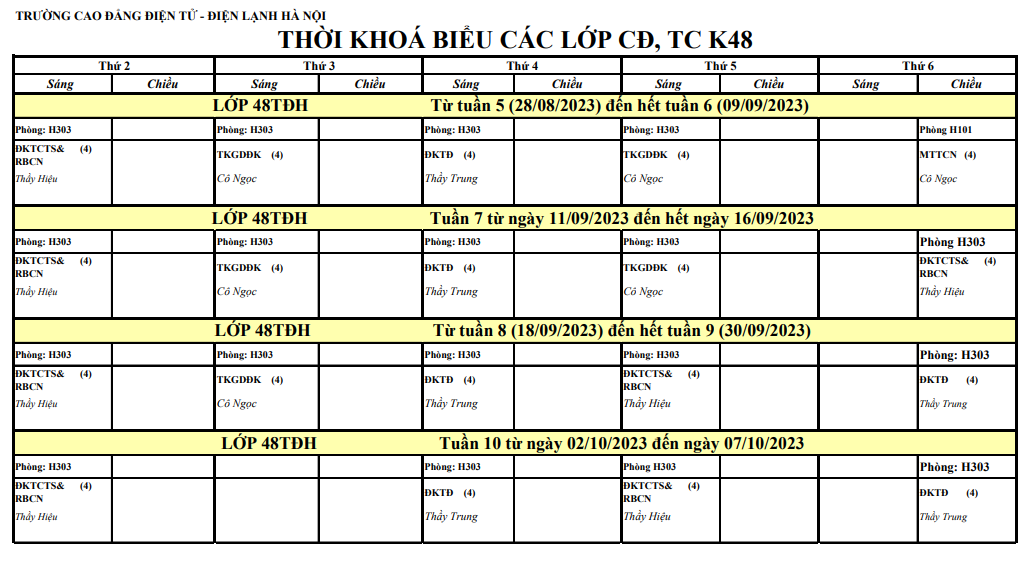 TRƯỜNG CAO ĐẲNG ĐIỆN TỬ - ĐIỆN LẠNH HÀ NỘI
THỜI KHOÁ BIỂU CÁC LỚP CĐ, TC K48
Thứ 2 Thứ 3 Thứ 4 Thứ 5 Thứ 6
Sáng Chiều Sáng Chiều Sáng Chiều Sáng Chiều Sáng Chiều
LỚP 48TĐH Từ tuần 5 (28/08/2023) đến hết tuần 6 (09/09/2023)
Phòng: H303 Phòng: H303 Phòng: H303 Phòng: H303 Phòng H101
ĐKTCTS& (4) TKGDĐK (4) ĐKTĐ (4) TKGDĐK (4) MTTCN (4)
RBCN
Thầy Hiệu Cô Ngọc Thầy Trung Cô Ngọc Cô Ngọc
LỚP 48TĐH Tuần 7 từ ngày 11/09/2023 đến hết ngày 16/09/2023
Phòng: H303 Phòng: H303 Phòng: H303 Phòng: H303 Phòng H303
ĐKTCTS& (4) TKGDĐK (4) ĐKTĐ (4) TKGDĐK (4) ĐKTCTS& (4)
RBCN RBCN
Thầy Hiệu Cô Ngọc Thầy Trung Cô Ngọc Thầy Hiệu
LỚP 48TĐH Từ tuần 8 (18/09/2023) đến hết tuần 9 (30/09/2023)
Phòng: H303 Phòng: H303 Phòng: H303 Phòng: H303 Phòng: H303
ĐKTCTS& (4) TKGDĐK (4) ĐKTĐ (4) ĐKTCTS& (4) ĐKTĐ (4)
RBCN RBCN
Thầy Hiệu Cô Ngọc Thầy Trung Thầy Hiệu Thầy Trung
LỚP 48TĐH Tuần 10 từ ngày 02/10/2023 đến ngày 07/10/2023
Phòng: H303 Phòng: H303 Phòng H303 Phòng: H303
ĐKTCTS& (4) ĐKTĐ (4) ĐKTCTS& (4) ĐKTĐ (4)
RBCN RBCN
Thầy Hiệu Thầy Trung Thầy Hiệu Thầy Trung